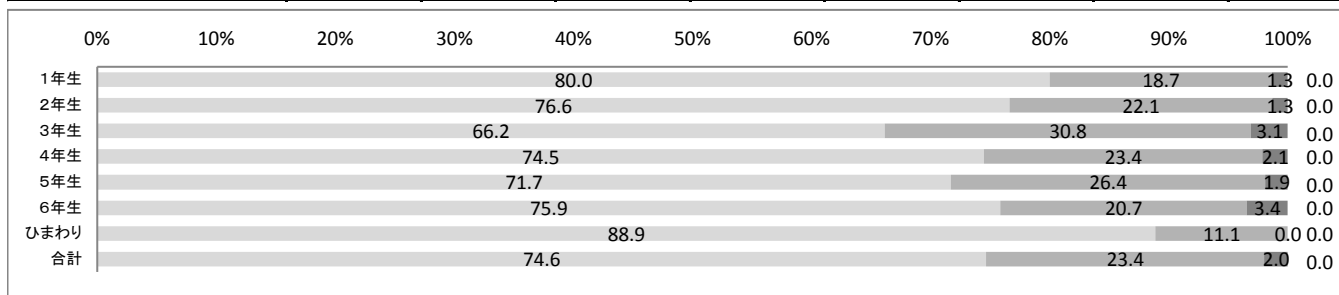 0% 10% 20% 30% 40% 50% 60% 70% 80% 90% 100%
1年生 80.0 18.7 1.3 0.0
2年生 76.6 22.1 1.3 0.0
3年生 66.2 30.8 3.1 0.0
4年生 74.5 23.4 2.1 0.0
5年生 71.7 26.4 1.9 0.0
6年生 75.9 20.7 3.4 0.0
ひまわり 88.9 11.1 0.0 0.0
合計 74.6 23.4 2.0 0.0